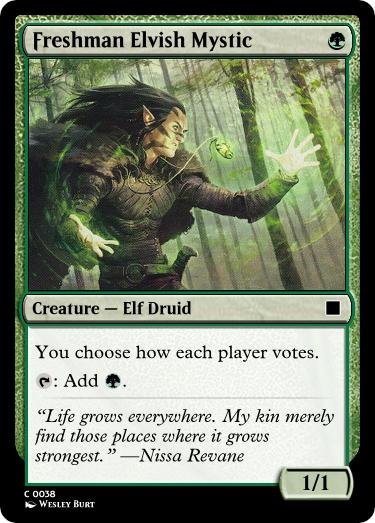 Freshman Elvish Mystic
Creature — Elf Druid
You choose how each player votes.
: Add .
“Life grows everywhere. My kin merely
find those places where it grows
strongest.” —Nissa Revane
1/1
C 0038
Wesley Burt